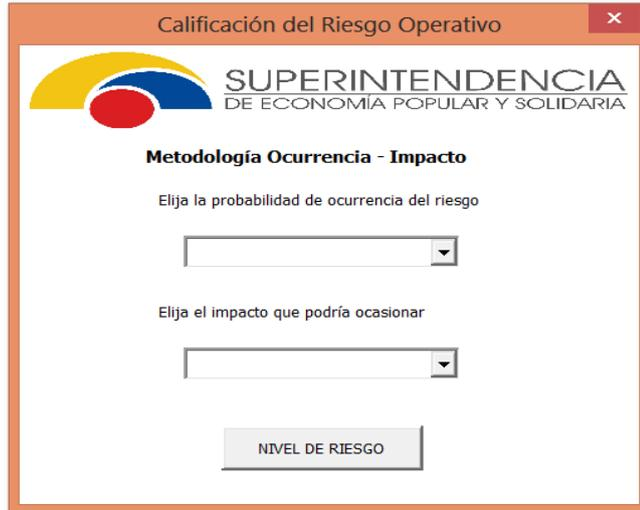 Calificación del Riesgo Operativo
SUPERINTENDENCIA
DE ECONOMÍA POPULAR Y SOLIDARIA
Metodología Ocurrencia - Impacto
Elija la probabilidad de ocurrencia del riesgo
Elija el impacto que podría ocasionar
NIVEL DE RIESGO